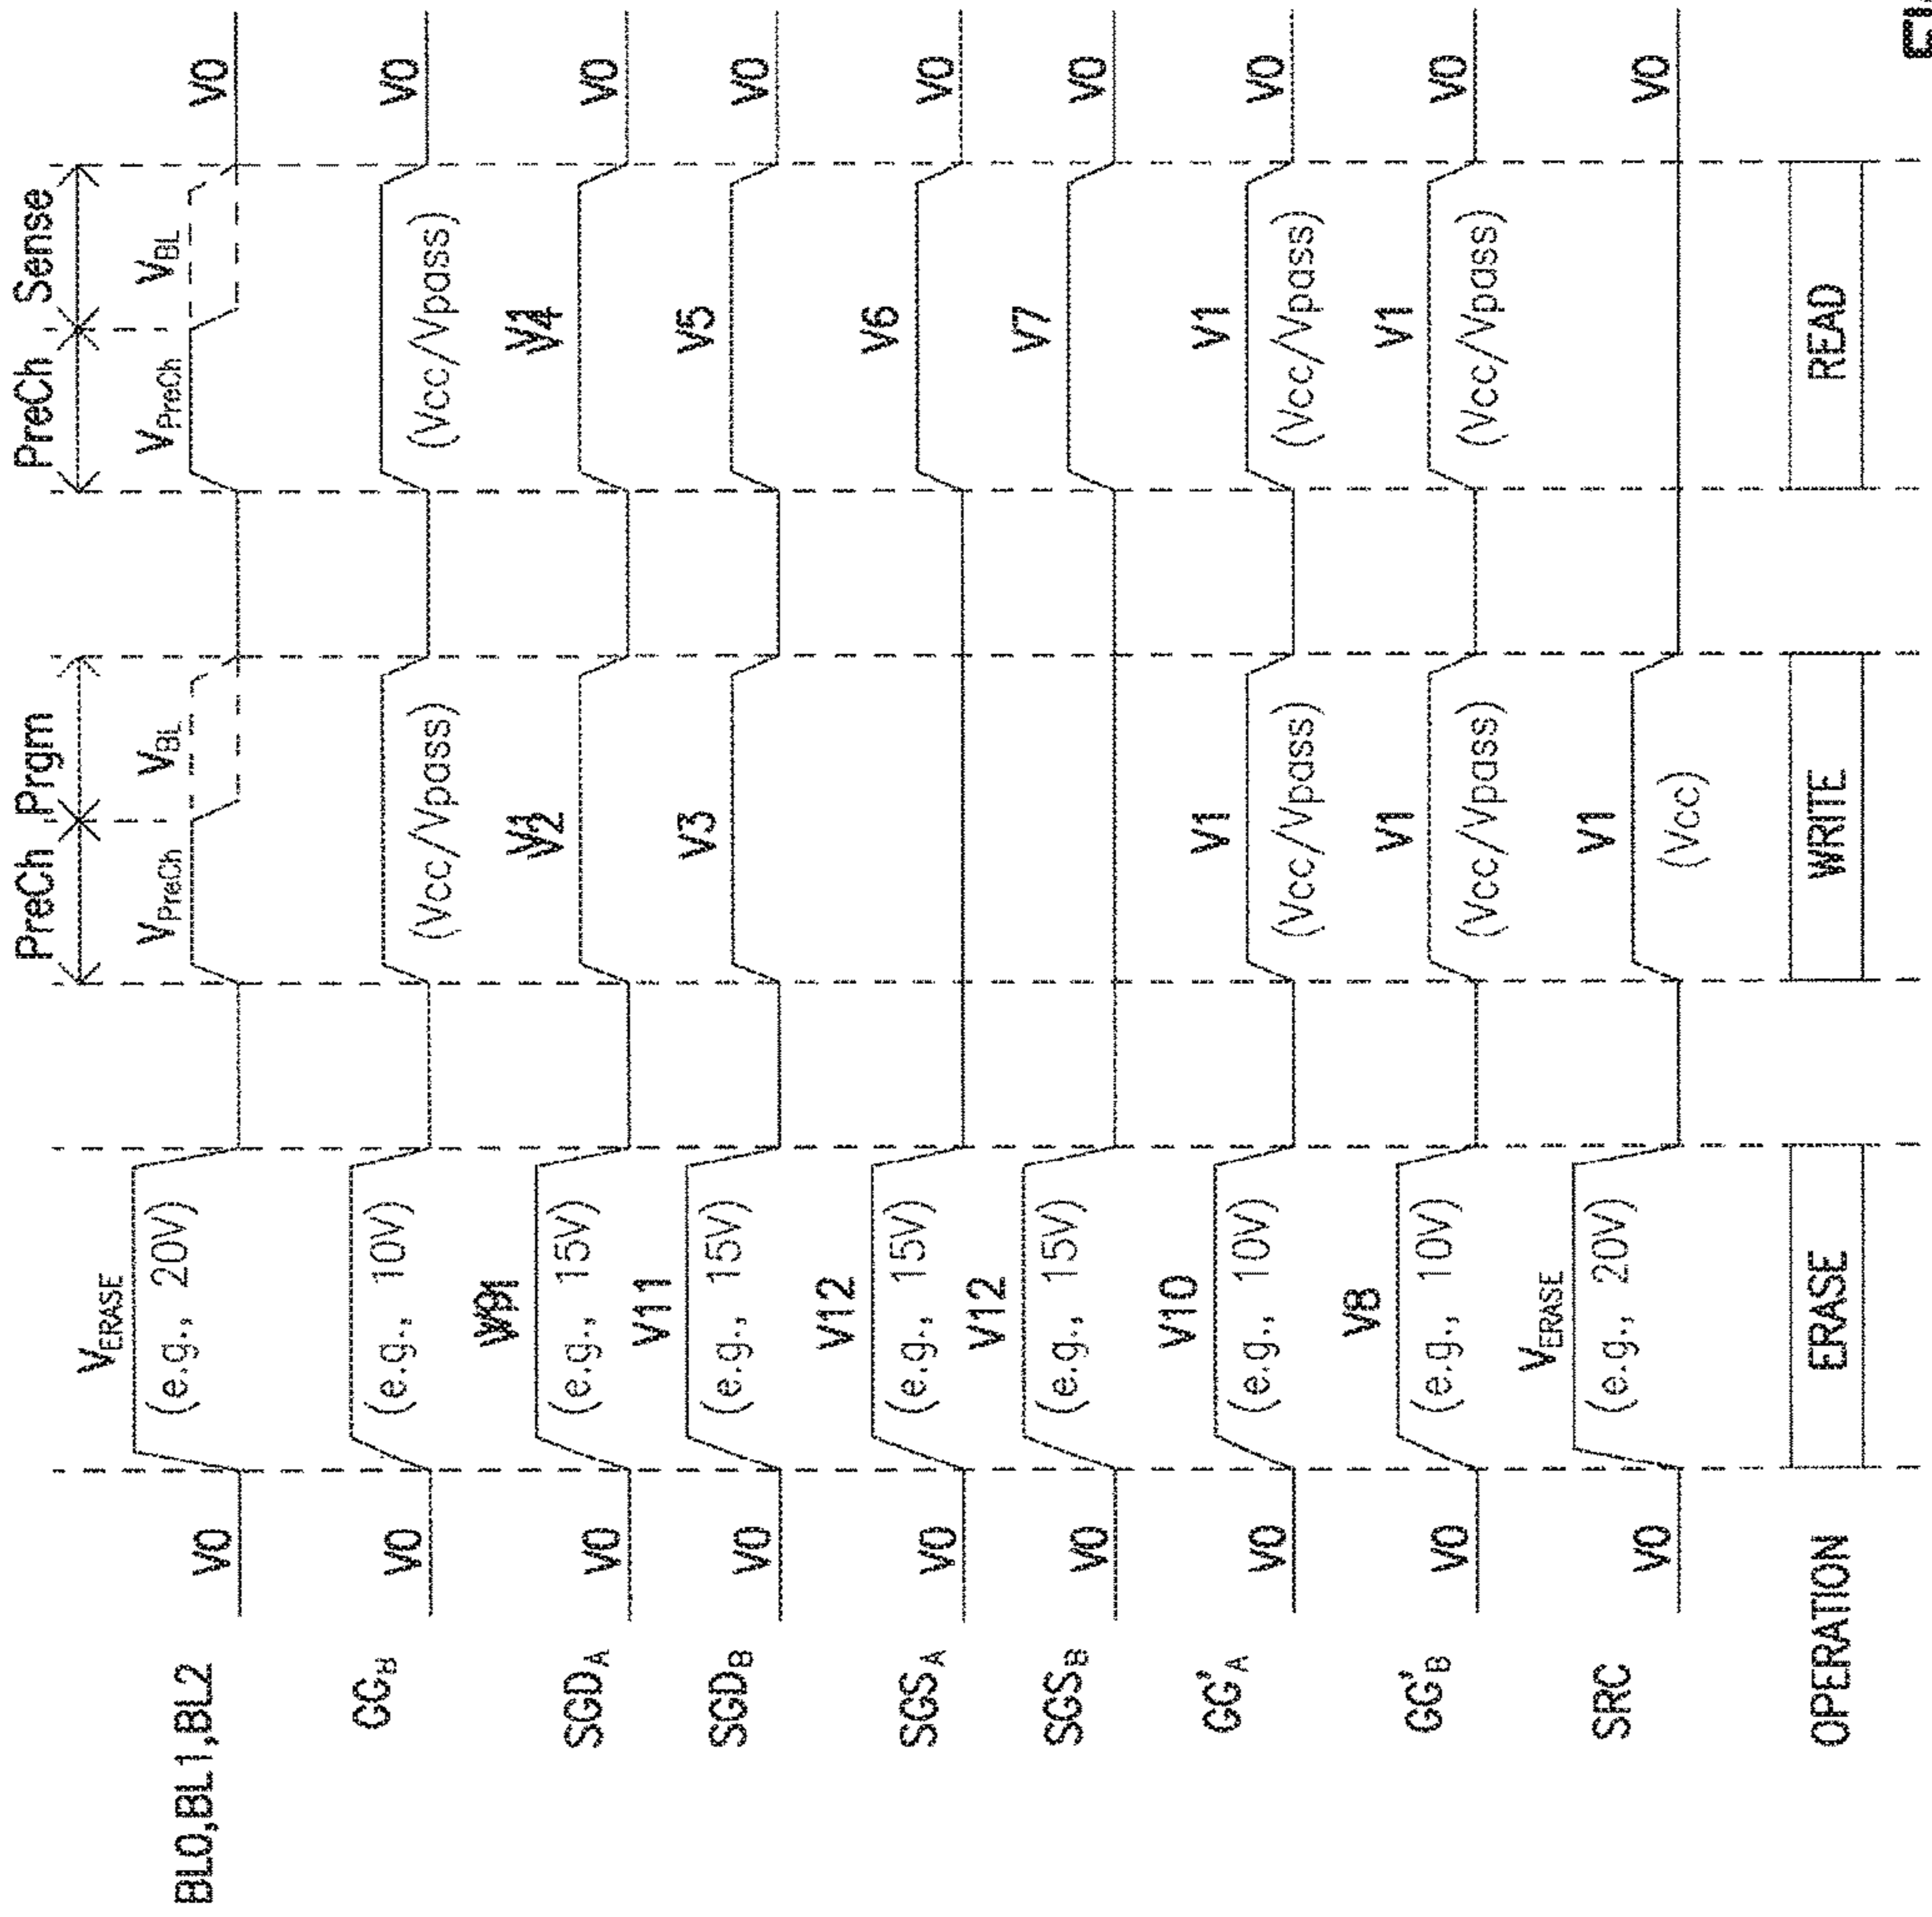 PreCh Prgm PreCh Sense
VERASE VPreCh VBL VPreCh VBL
BL0,BL1,BL2 V0 (e.g., 20V) V0
GGB V0 (e.g., 10V) (Vcc/Vpass) (Vcc/Vpass) V0
V2 V4
SGDA V0 (e.g., 15V) V0
V11 V3 V5
SGDB V0 (e.g., 15V) V0
V12 V6
SGSA V0 (e.g., 15V) V0
V12 V7
SGSB V0 (e.g., 15V) V0
V10 V1 V1
GG'A V0 (e.g., 10V) (Vcc/Vpass) (Vcc/Vpass) V0
V8 V1 V1
GG'B V0 (e.g., 10V) (Vcc/Vpass) (Vcc/Vpass) V0
VERASE V1
SRC V0 (e.g., 20V) (Vcc) V0
OPERATION ERASE WRITE READ